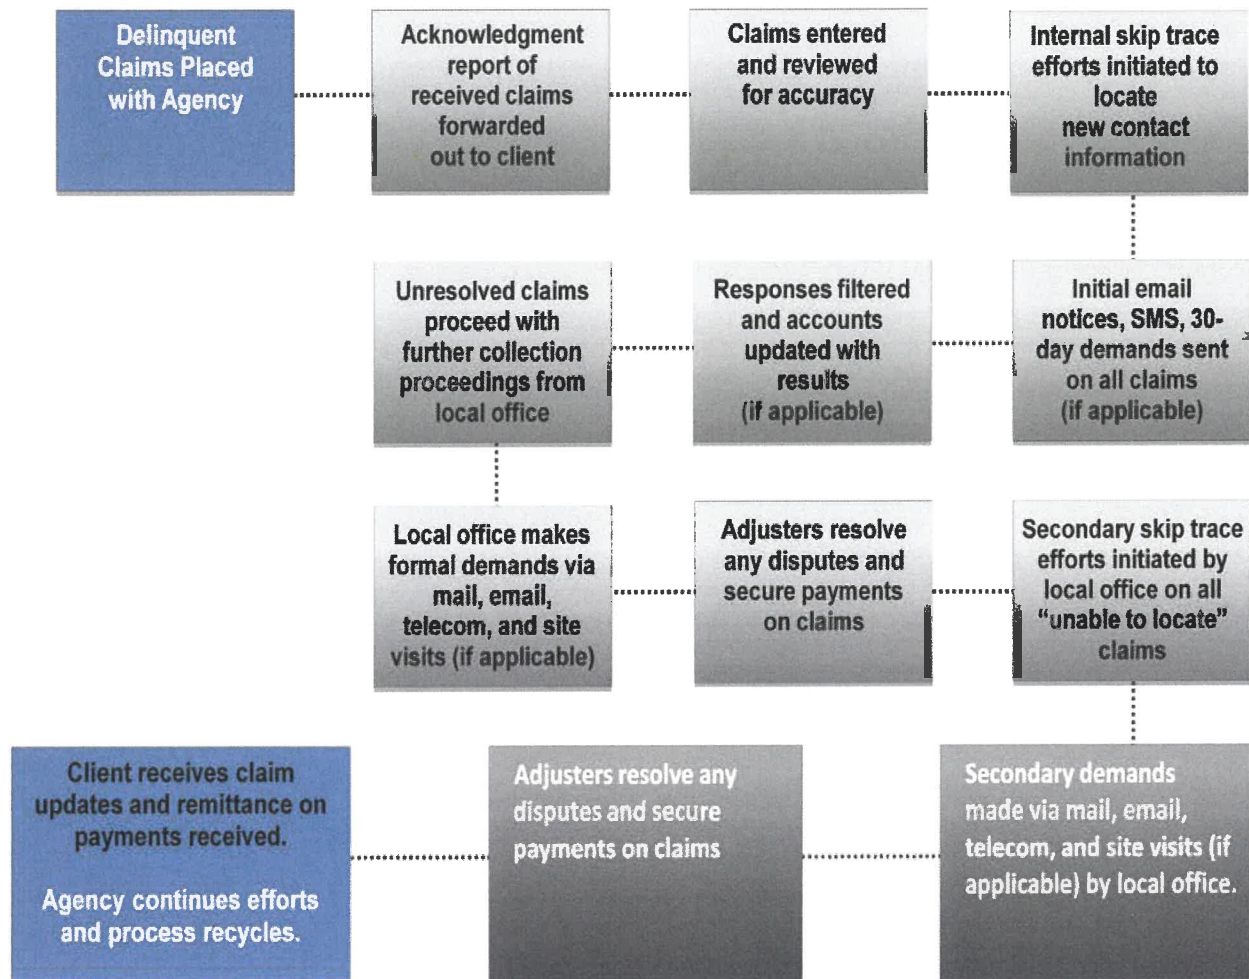 Delinquent
Claims Placed
with Agency
Acknowledgment
report of
received claims
forwarded
out to client
Claims entered
and reviewed
for accuracy
Internal skip trace
efforts initiated to
locate
new contact
information
Initial email
notices, SMS, 30-
day demands sent
on all claims
(if applicable)
Responses filtered
and accounts
updated with
results
(if applicable)
Unresolved claims
proceed with
further collection
proceedings from
local office
Local office makes
formal demands via
mail, email,
telecom, and site
visits (if applicable)
Adjusters resolve
any disputes and
secure payments
on claims
Secondary skip trace
efforts initiated by
local office on all
“unable to locate”
claims
Secondary demands
made via mail, email,
telecom, and site visits (if
applicable) by local office.
Adjusters resolve any
disputes and secure
payments on claims
Client receives claim
updates and remittance on
payments received.
Agency continues efforts
and process recycles.